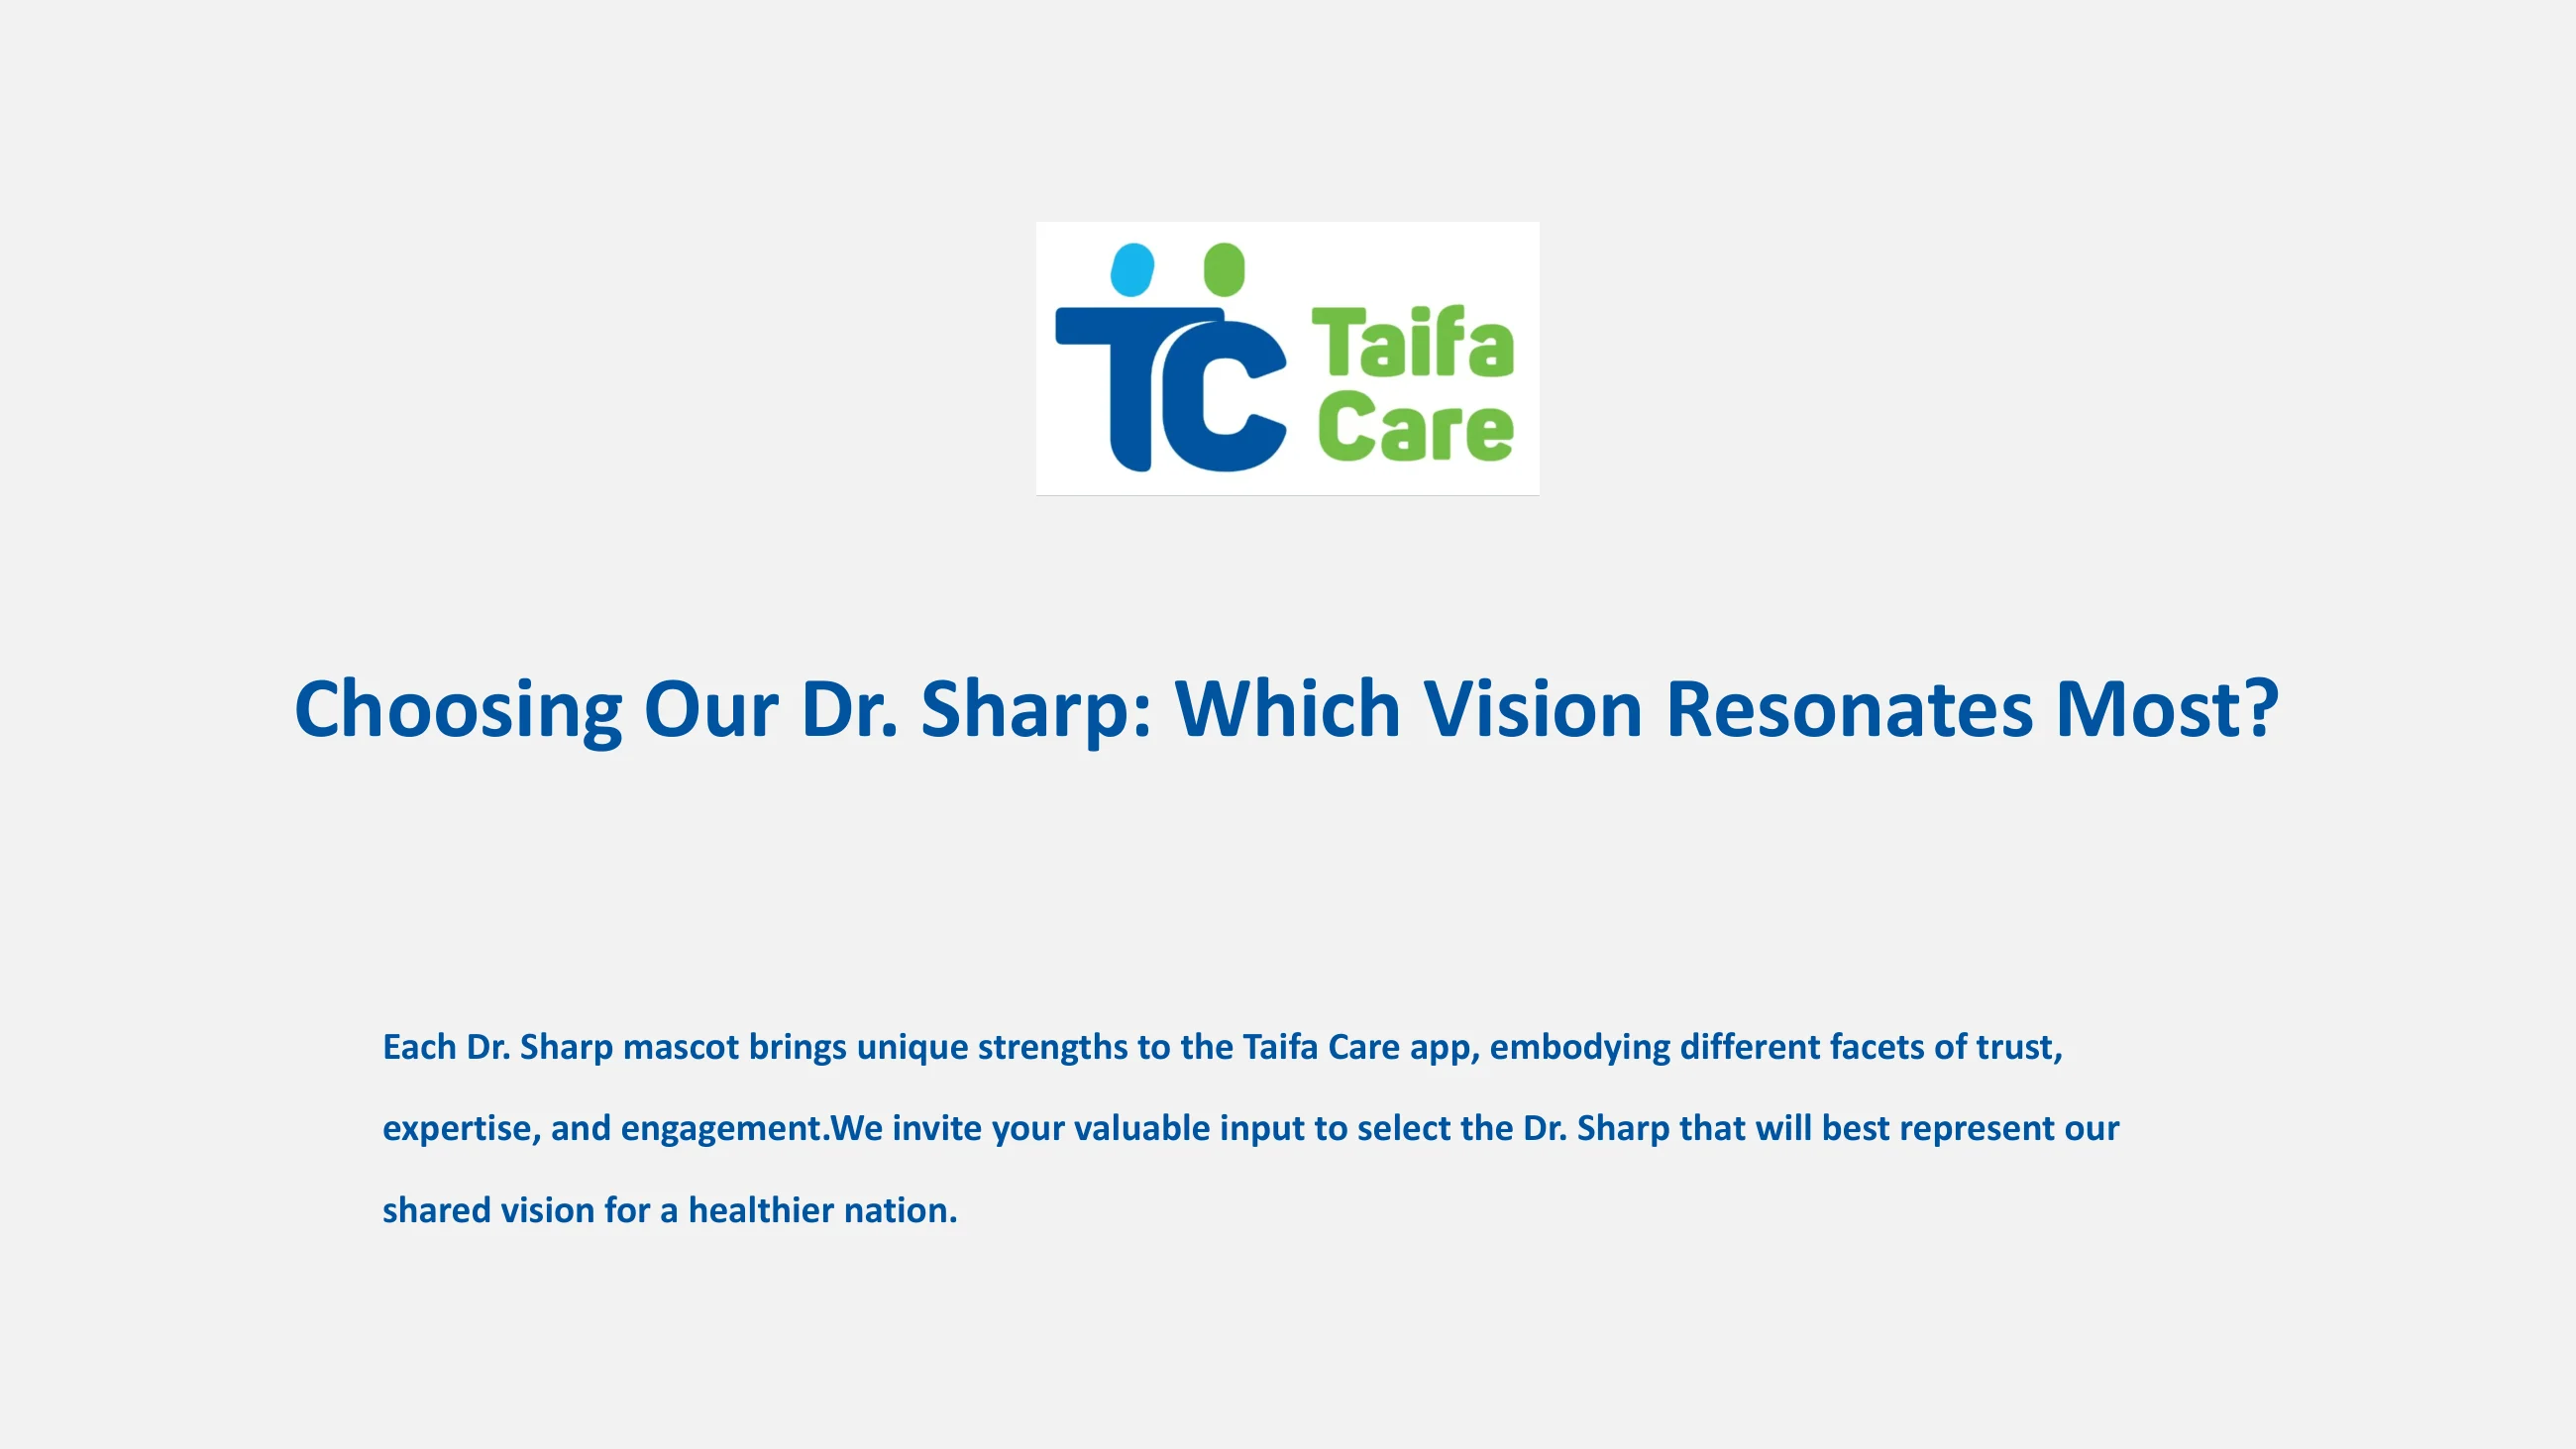 TC
Taifa
Care
Choosing Our Dr. Sharp: Which Vision Resonates Most?
Each Dr. Sharp mascot brings unique strengths to the Taifa Care app, embodying different facets of trust,
expertise, and engagement.We invite your valuable input to select the Dr. Sharp that will best represent our
shared vision for a healthier nation.